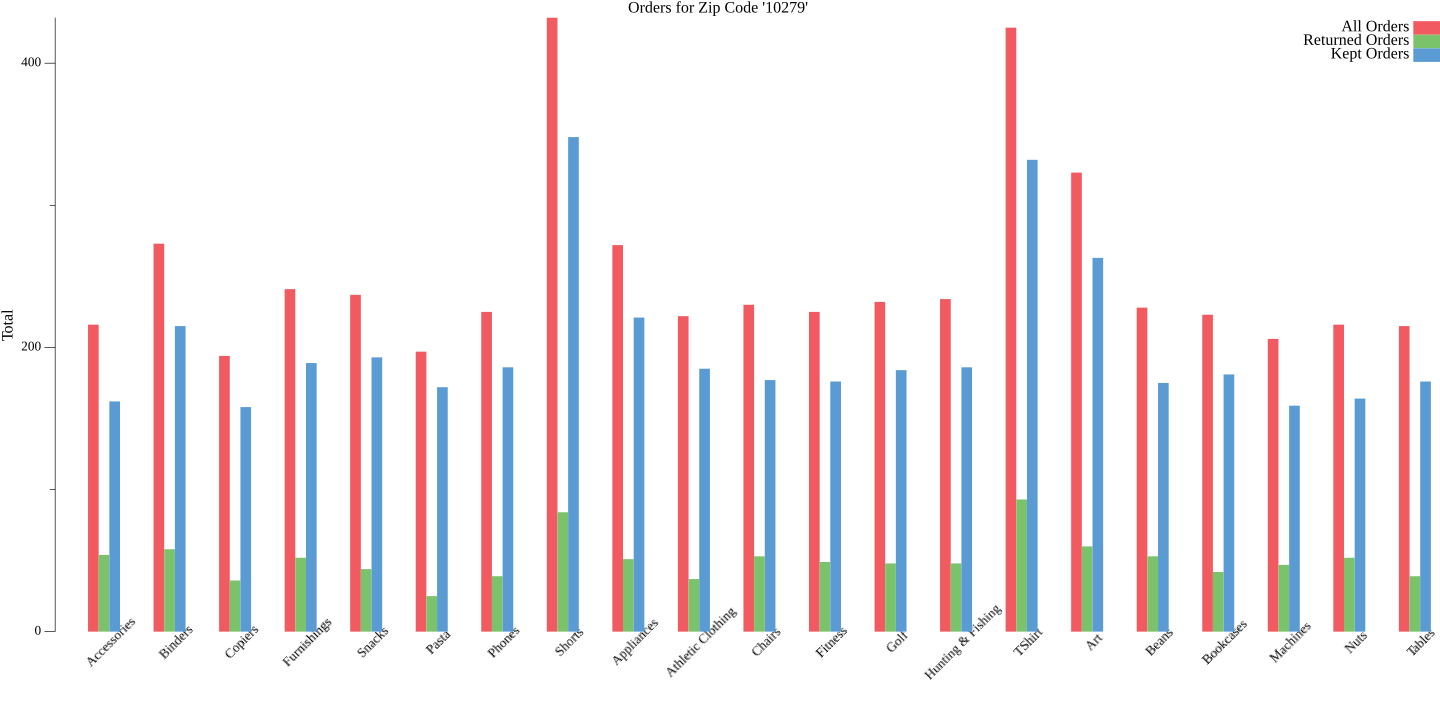 Orders for Zip Code '10279'
All Orders
Returned Orders
Kept Orders
Total
400
200
0
Accessories
Binders
Copiers
Furnishings
Snacks
Pasta
Phones
Shorts
Appliances
Athletic Clothing
Chairs
Fitness
Golf
Hunting & Fishing
TShirt
Art
Beans
Bookcases
Machines
Nuts
Tables